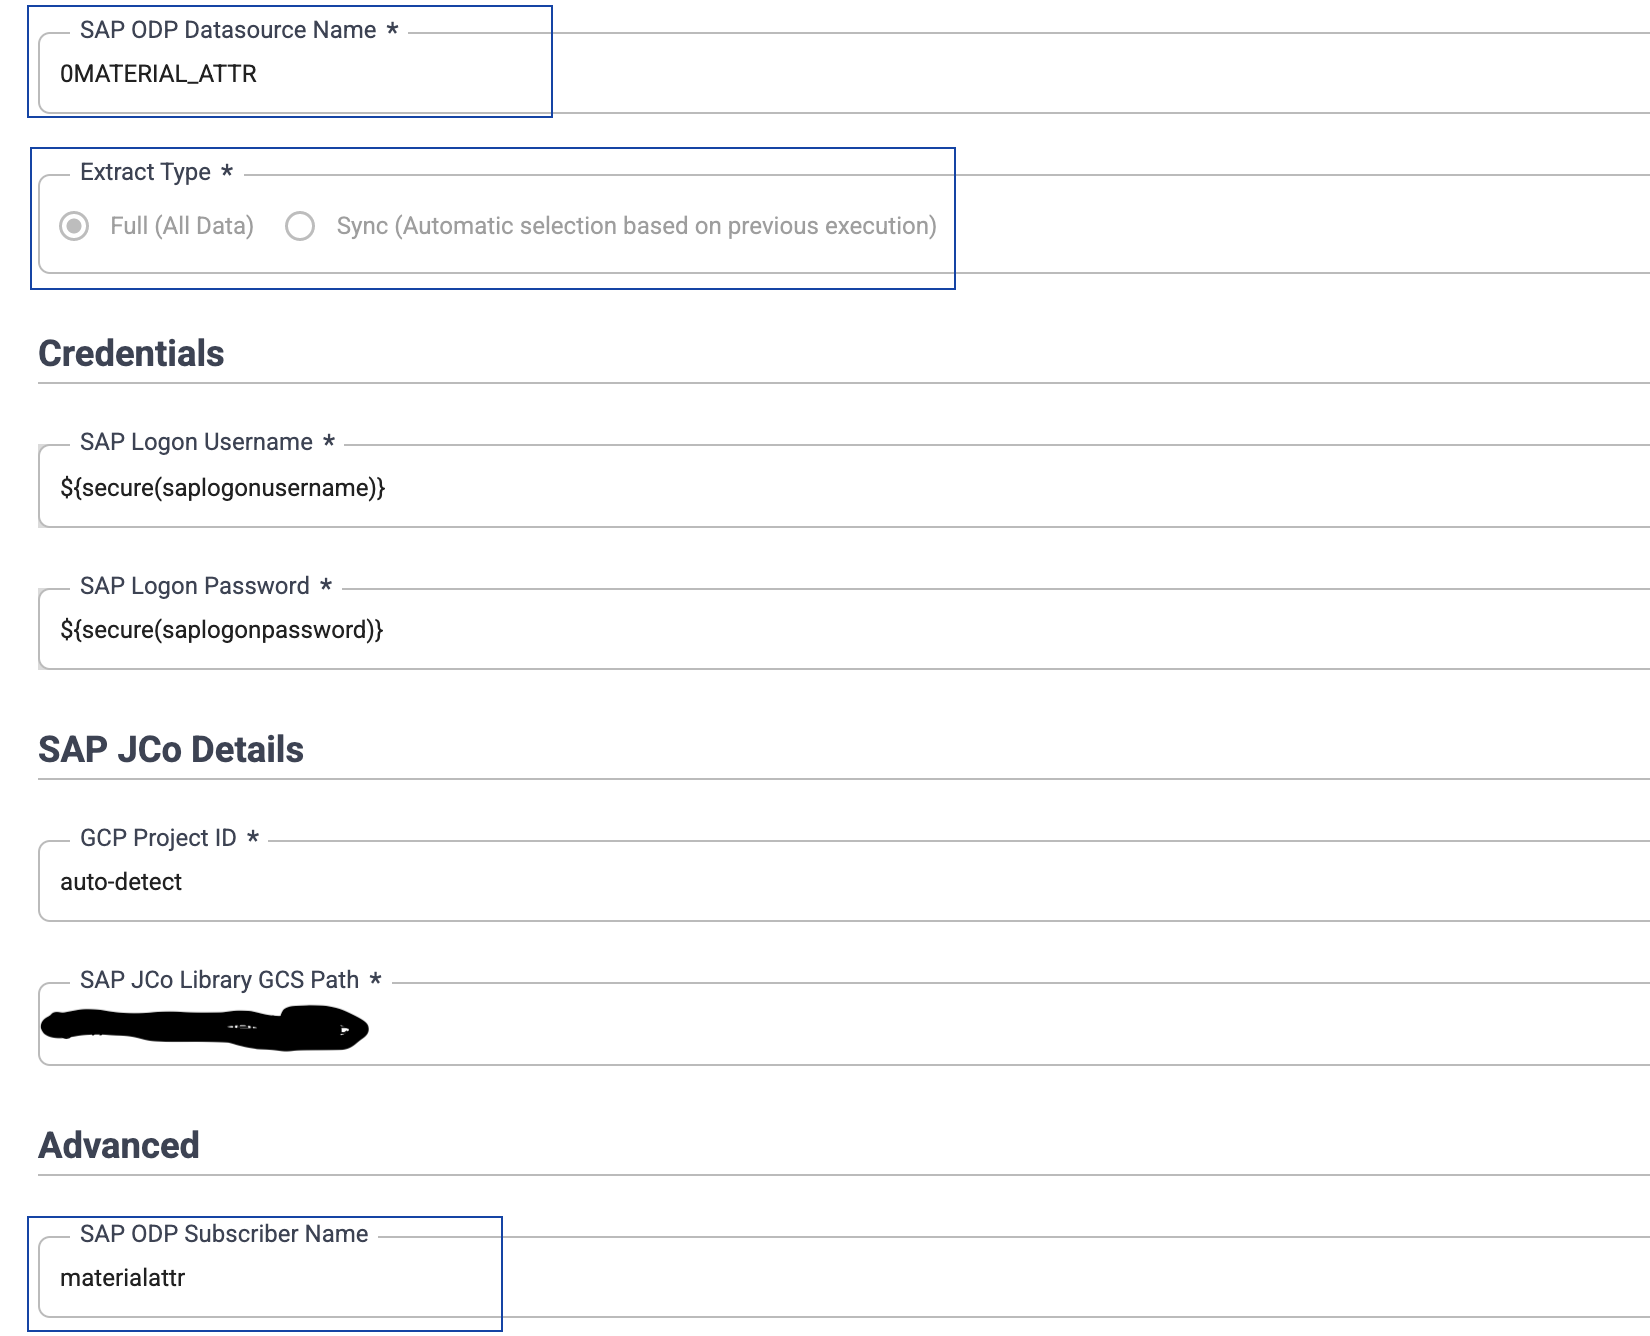 SAP ODP Datasource Name *
0MATERIAL_ATTR
Extract Type *
Full (All Data) Sync (Automatic selection based on previous execution)
Credentials
SAP Logon Username *
${secure(saplogonusername)}
SAP Logon Password *
${secure(saplogonpassword)}
SAP JCo Details
GCP Project ID *
auto-detect
SAP JCo Library GCS Path *
Advanced
SAP ODP Subscriber Name
materialattr